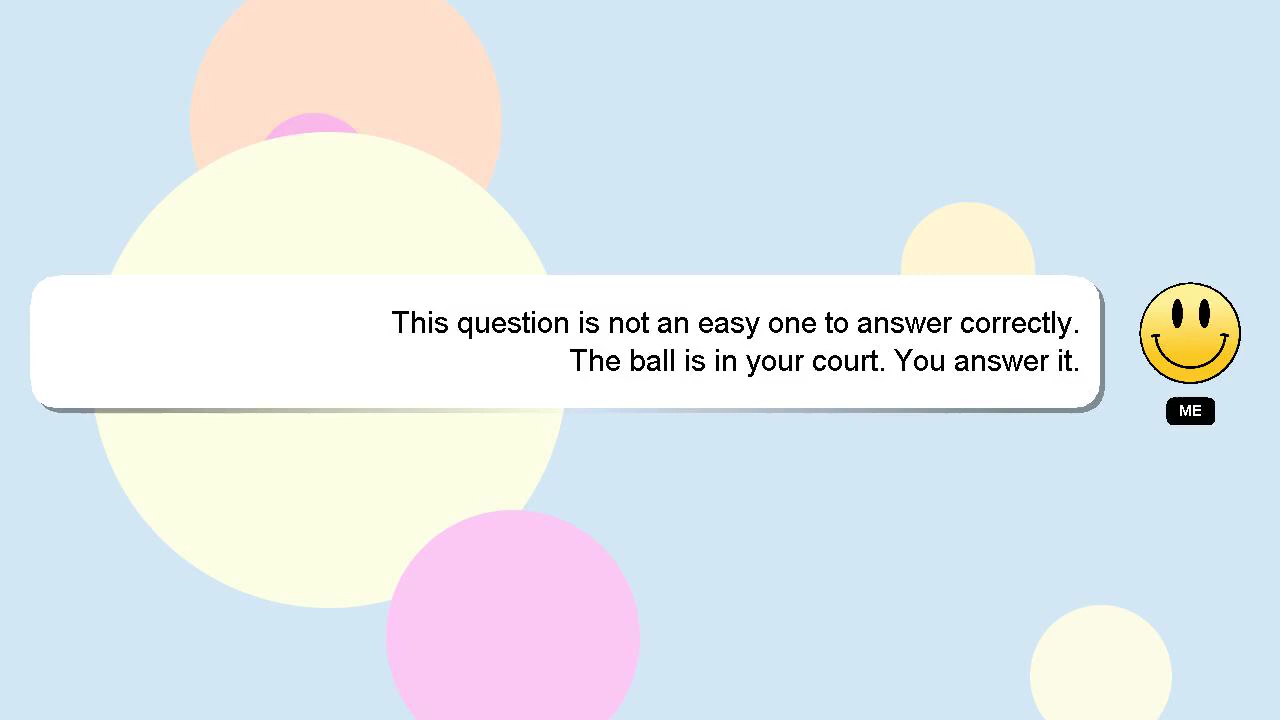 This question is not an easy one to answer correctly.
The ball is in your court. You answer it.
ME